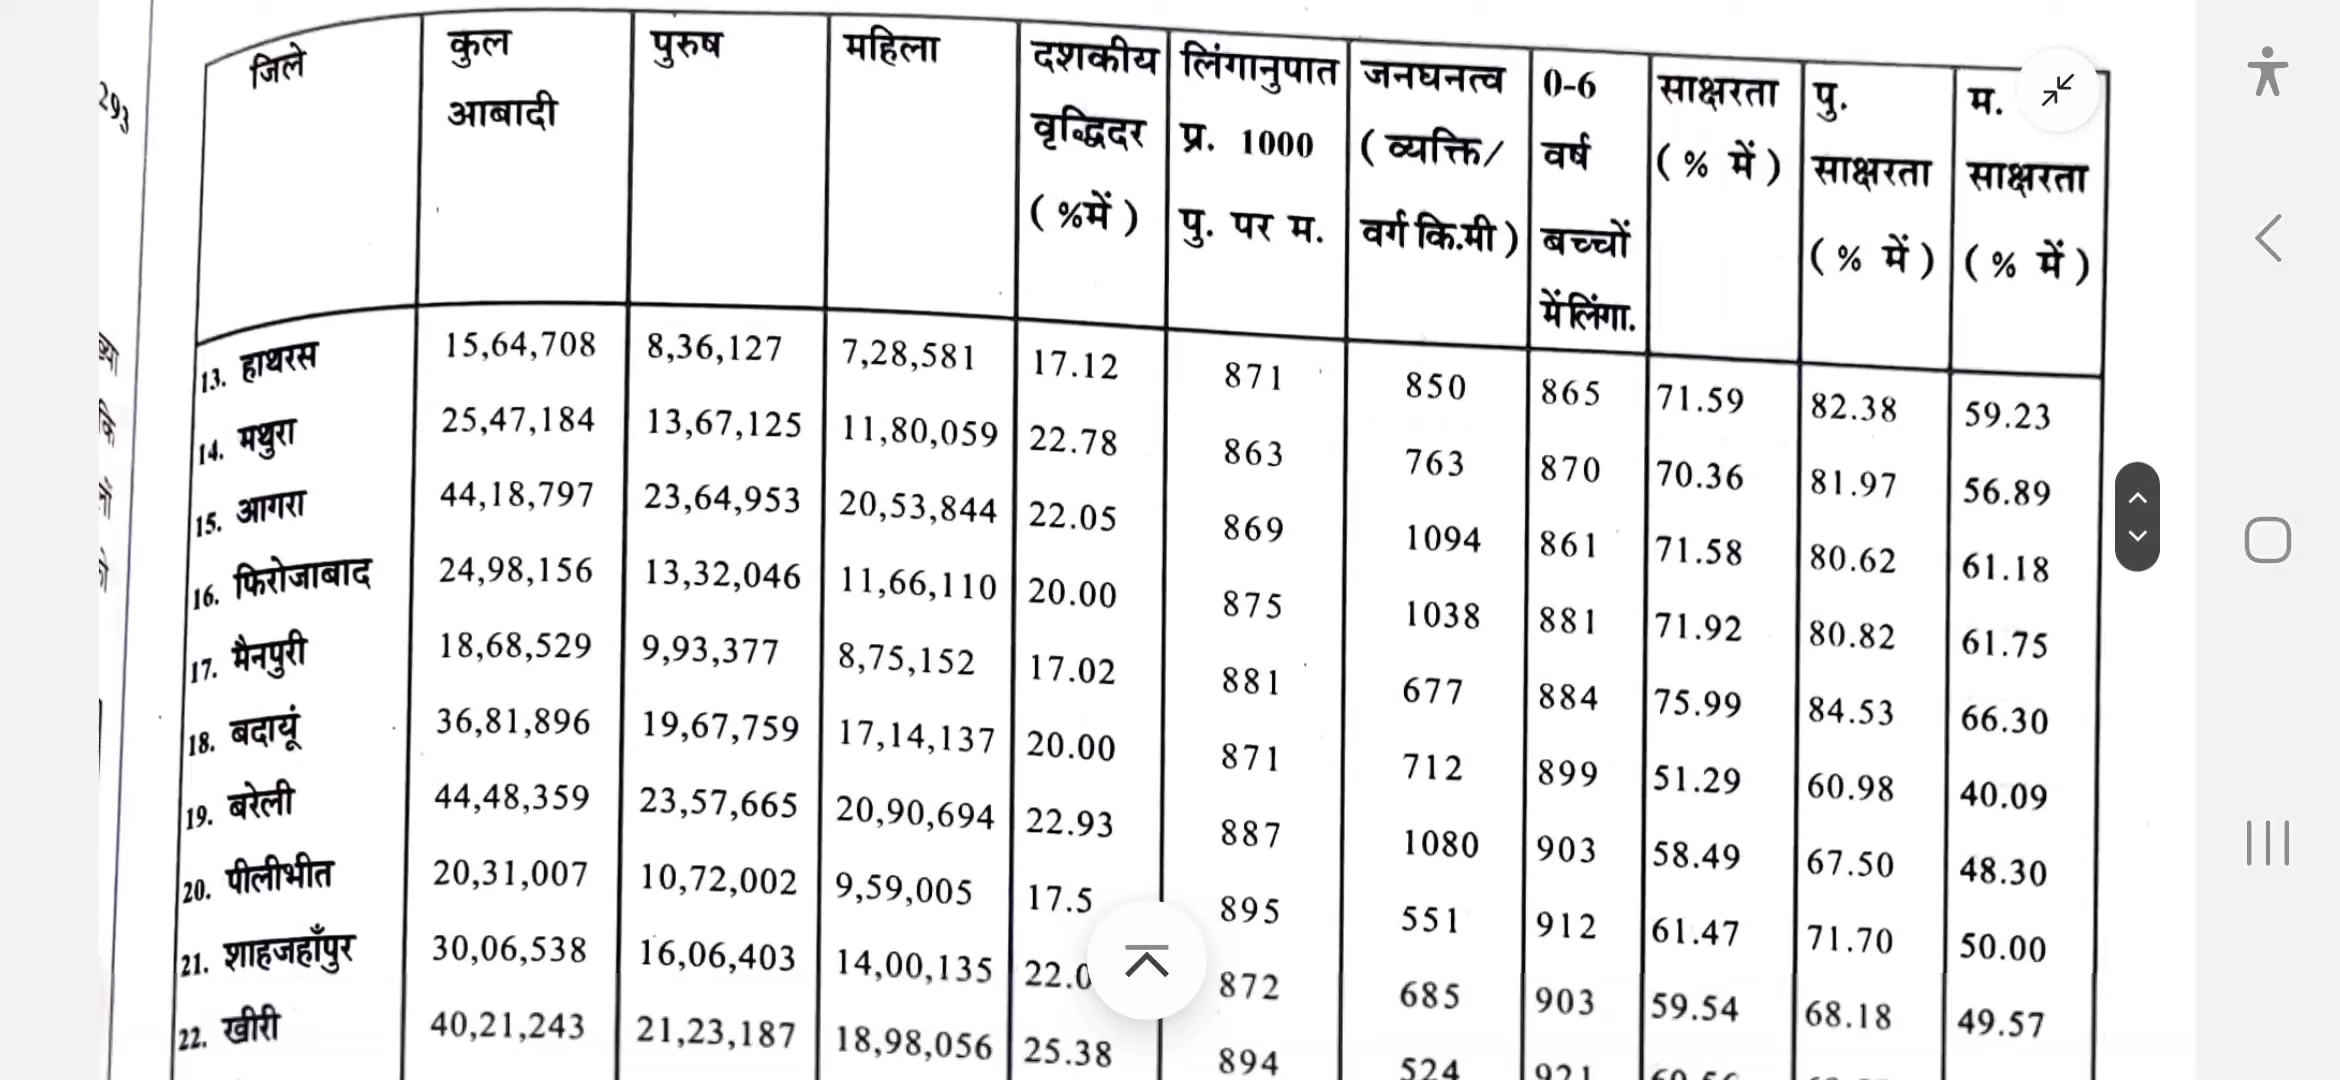 293
जिले कुल आबादी पुरुष महिला दशकीय वृद्धिदर (%में) लिंगानुपात प्र. 1000 पु. पर म. जनघनत्व (व्यक्ति/ वर्ग कि.मी) 0-6 वर्ष बच्चों में लिंगा. साक्षरता (% में) पु. साक्षरता (% में) म. साक्षरता (% में)
13. हाथरस 15,64,708 8,36,127 7,28,581 17.12 871 850 865 71.59 82.38 59.23
14. मथुरा 25,47,184 13,67,125 11,80,059 22.78 863 763 870 70.36 81.97 56.89
15. आगरा 44,18,797 23,64,953 20,53,844 22.05 869 1094 861 71.58 80.62 61.18
16. फिरोजाबाद 24,98,156 13,32,046 11,66,110 20.00 875 1038 881 71.92 80.82 61.75
17. मैनपुरी 18,68,529 9,93,377 8,75,152 17.02 881 677 884 75.99 84.53 66.30
18. बदायूं 36,81,896 19,67,759 17,14,137 20.00 871 712 899 51.29 60.98 40.09
19. बरेली 44,48,359 23,57,665 20,90,694 22.93 887 1080 903 58.49 67.50 48.30
20. पीलीभीत 20,31,007 10,72,002 9,59,005 17.5 895 551 912 61.47 71.70 50.00
21. शाहजहाँपुर 30,06,538 16,06,403 14,00,135 22.0 872 685 903 59.54 68.18 49.57
22. खीरी 40,21,243 21,23,187 18,98,056 25.38 894 524 921